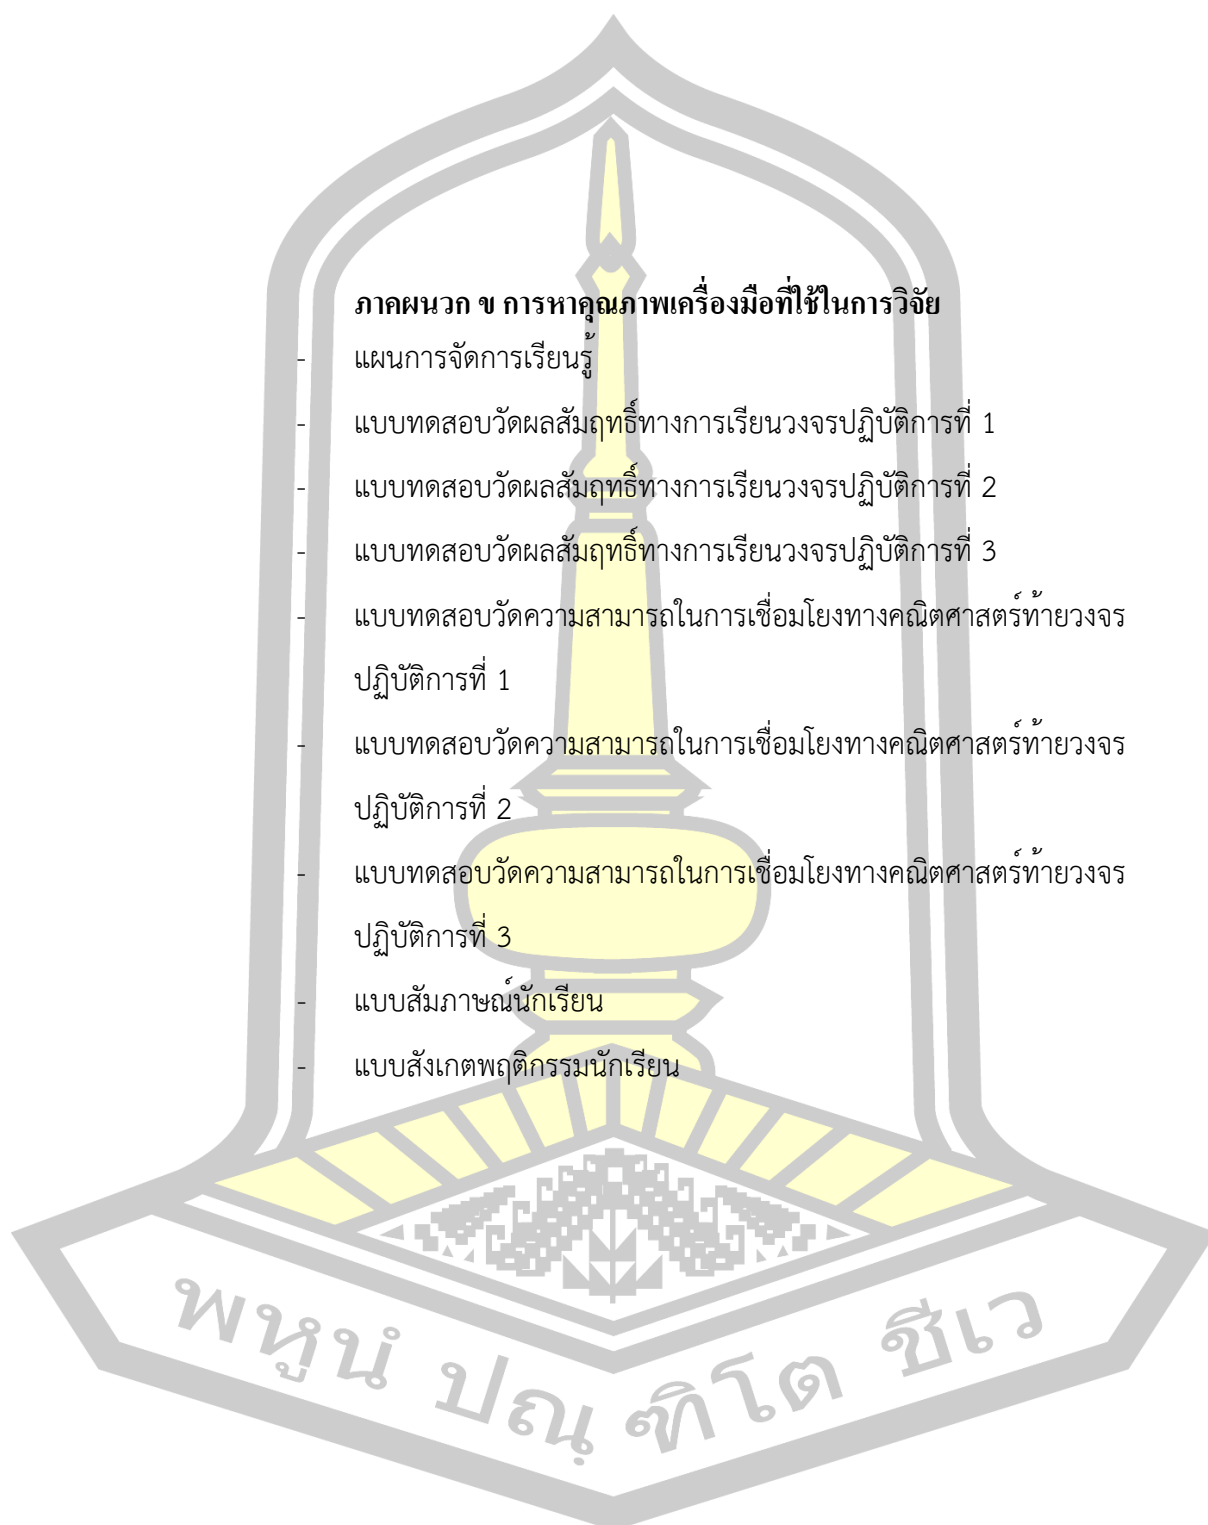 ภาคผนวก ข การหาคุณภาพเครื่องมือที่ใช้ในการวิจัย
- แผนการจัดการเรียนรู้
- แบบทดสอบวัดผลสัมฤทธิ์ทางการเรียนวงจรปฏิบัติการที่ 1
- แบบทดสอบวัดผลสัมฤทธิ์ทางการเรียนวงจรปฏิบัติการที่ 2
- แบบทดสอบวัดผลสัมฤทธิ์ทางการเรียนวงจรปฏิบัติการที่ 3
- แบบทดสอบวัดความสามารถในการเชื่อมโยงทางคณิตศาสตร์ท้ายวงจร
ปฏิบัติการที่ 1
- แบบทดสอบวัดความสามารถในการเชื่อมโยงทางคณิตศาสตร์ท้ายวงจร
ปฏิบัติการที่ 2
- แบบทดสอบวัดความสามารถในการเชื่อมโยงทางคณิตศาสตร์ท้ายวงจร
ปฏิบัติการที่ 3
- แบบสัมภาษณ์นักเรียน
- แบบสังเกตพฤติกรรมนักเรียน
พหูนํ ปณฺ ฑิโต ชีเว